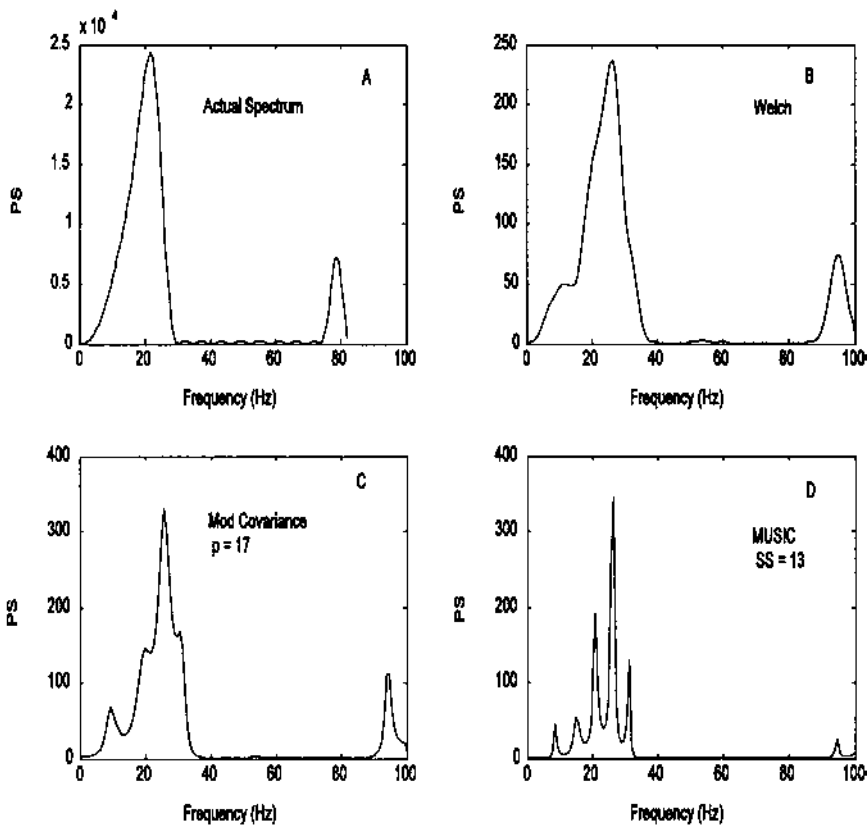 x 10 4
2.5
2
1.5
1
0.5
0
A
Actual Spectrum
PS
0 20 40 60 80 100
Frequency (Hz)
250
200
150
100
50
0
B
Welch
PS
0 20 40 60 80 100
Frequency (Hz)
400
300
200
100
0
C
Mod Covariance
p = 17
PS
0 20 40 60 80 100
Frequency (Hz)
400
300
200
100
0
D
MUSIC
SS = 13
PS
0 20 40 60 80 100
Frequency (Hz)